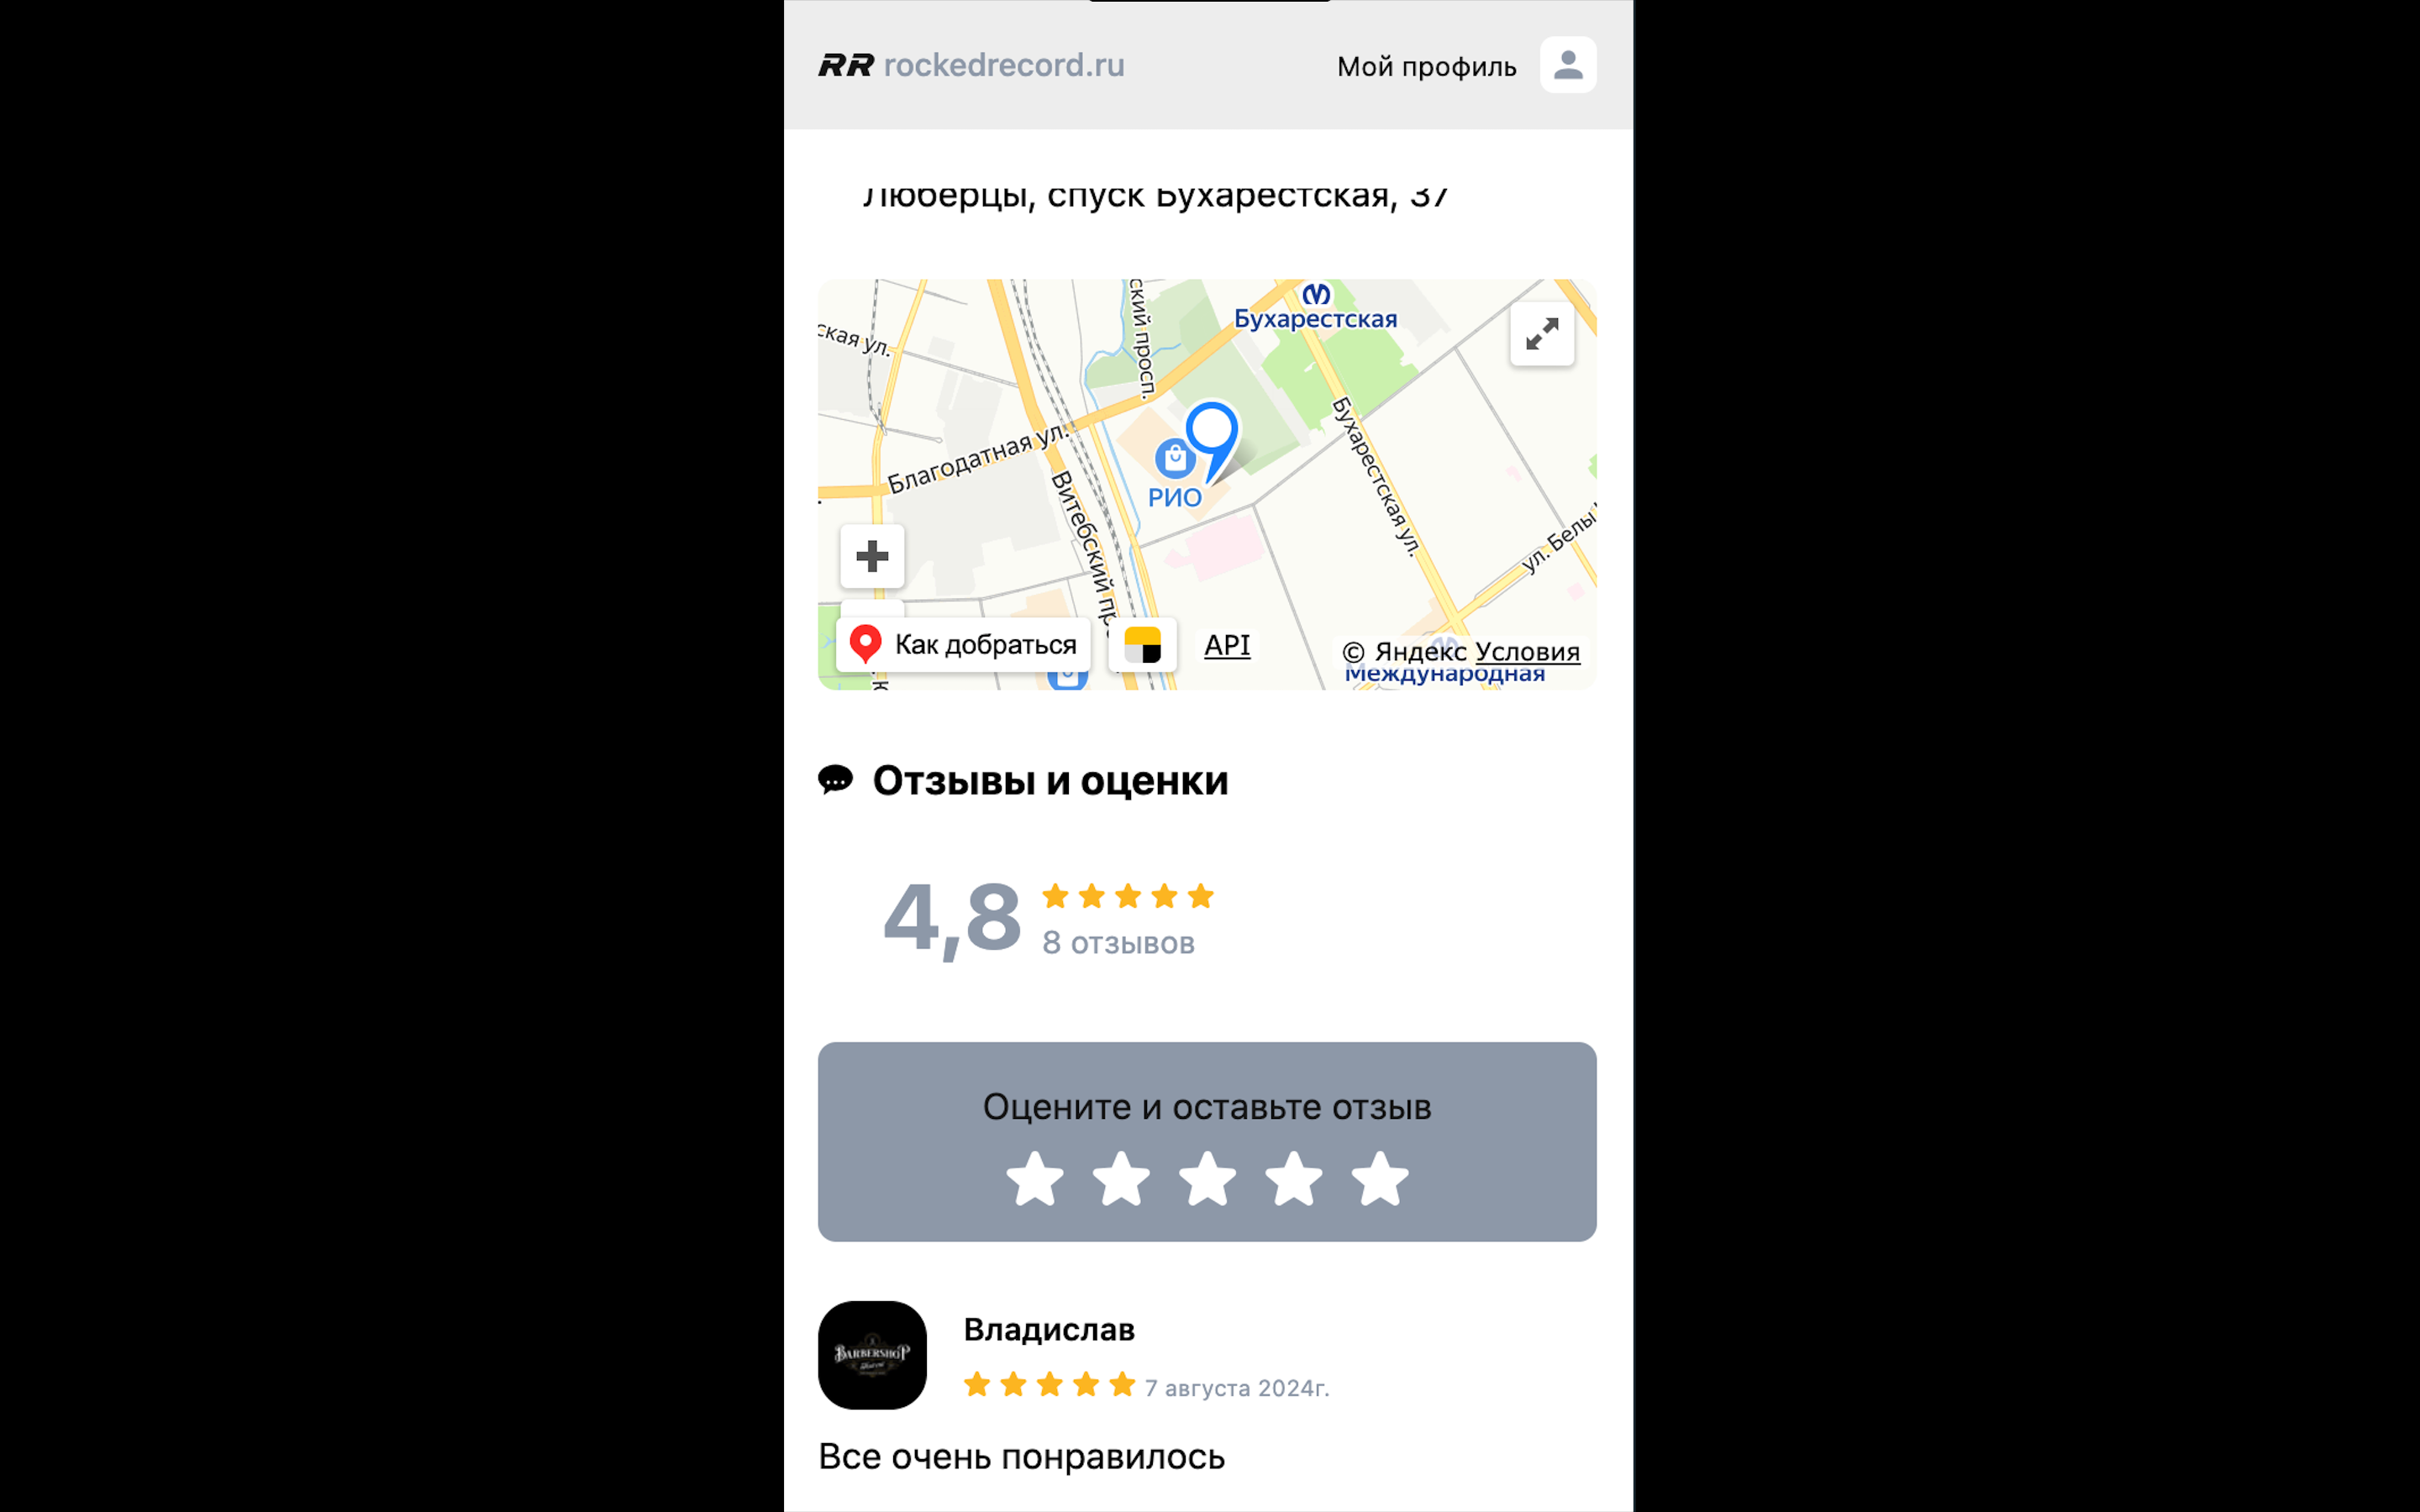 RR rockedrecord.ru
Мой профиль
Люберцы, спуск Бухарестская, 37
ский просп.
Бухарестская
ская ул.
Благодатная ул.
Бухарестская ул.
РИО
Витебский пр
ул. Белы
Как добраться
API
© Яндекс Условия
Международная
Отзывы и оценки
4,8
8 отзывов
Оцените и оставьте отзыв
BARBERSHOP
Владислав
7 августа 2024г.
Все очень понравилось